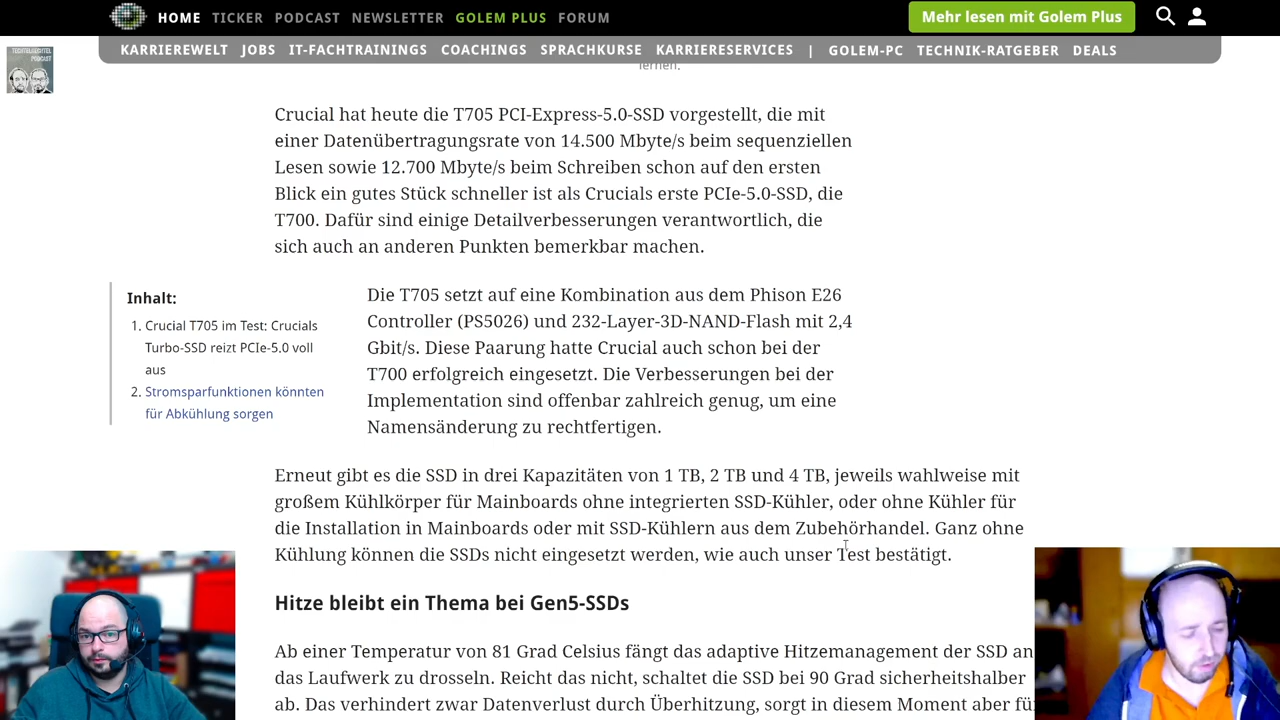 HOME TICKER PODCAST NEWSLETTER GOLEM PLUS FORUM Mehr lesen mit Golem Plus
KARRIEREWELT JOBS IT-FACHTRAININGS COACHINGS SPRACHKURSE KARRIERESERVICES | GOLEM-PC TECHNIK-RATGEBER DEALS
PODCAST
lernen.
Crucial hat heute die T705 PCI-Express-5.0-SSD vorgestellt, die mit
einer Datenübertragungsrate von 14.500 Mbyte/s beim sequenziellen
Lesen sowie 12.700 Mbyte/s beim Schreiben schon auf den ersten
Blick ein gutes Stück schneller ist als Crucials erste PCIe-5.0-SSD, die
T700. Dafür sind einige Detailverbesserungen verantwortlich, die
sich auch an anderen Punkten bemerkbar machen.
Inhalt:
1. Crucial T705 im Test: Crucials
Turbo-SSD reizt PCIe-5.0 voll
aus
2. Stromsparfunktionen könnten
für Abkühlung sorgen
Die T705 setzt auf eine Kombination aus dem Phison E26
Controller (PS5026) und 232-Layer-3D-NAND-Flash mit 2,4
Gbit/s. Diese Paarung hatte Crucial auch schon bei der
T700 erfolgreich eingesetzt. Die Verbesserungen bei der
Implementation sind offenbar zahlreich genug, um eine
Namensänderung zu rechtfertigen.
Erneut gibt es die SSD in drei Kapazitäten von 1 TB, 2 TB und 4 TB, jeweils wahlweise mit
großem Kühlkörper für Mainboards ohne integrierten SSD-Kühler, oder ohne Kühler für
die Installation in Mainboards oder mit SSD-Kühlern aus dem Zubehörhandel. Ganz ohne
Kühlung können die SSDs nicht eingesetzt werden, wie auch unser Test bestätigt.
Hitze bleibt ein Thema bei Gen5-SSDs
Ab einer Temperatur von 81 Grad Celsius fängt das adaptive Hitzemanagement der SSD an
das Laufwerk zu drosseln. Reicht das nicht, schaltet die SSD bei 90 Grad sicherheitshalber
ab. Das verhindert zwar Datenverlust durch Überhitzung, sorgt in diesem Moment aber fü